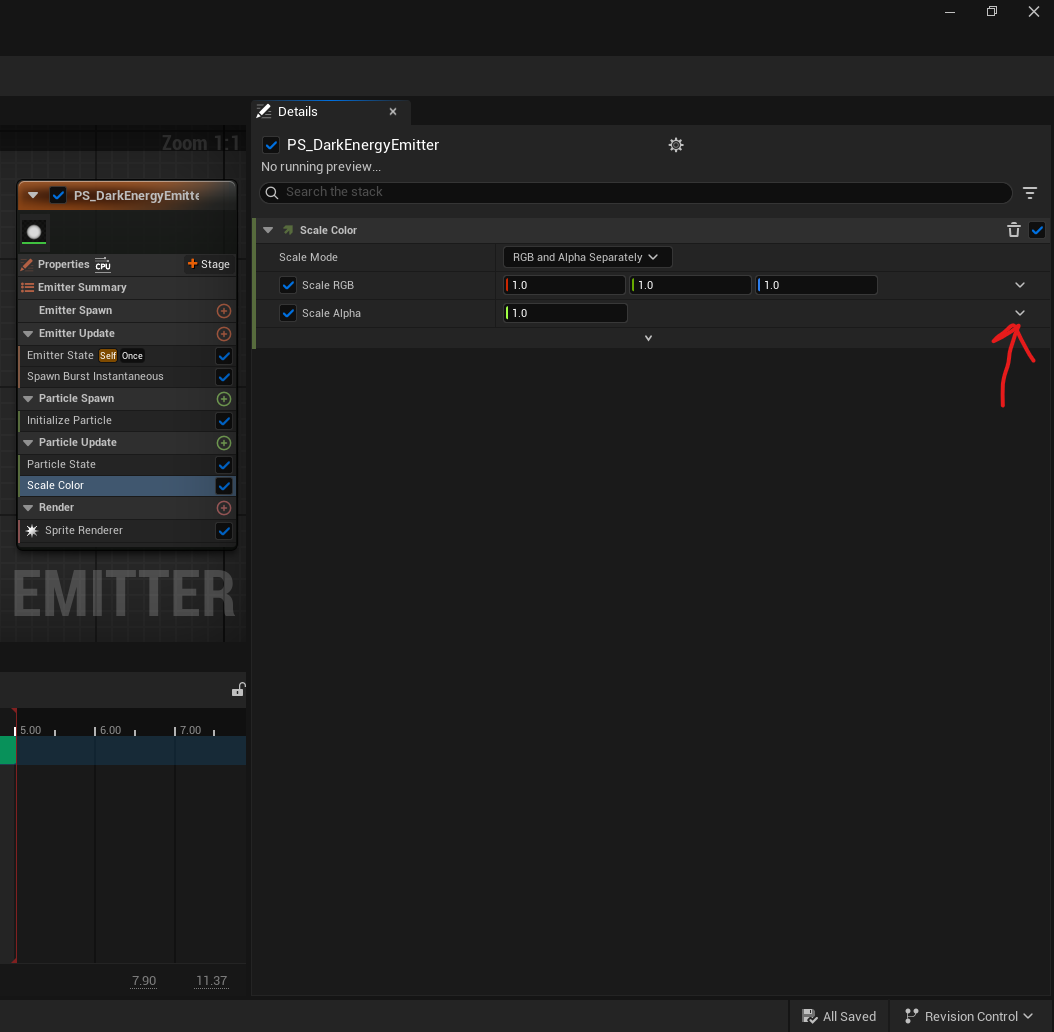 Details
Zoom 1:1
PS_DarkEnergyEmitter
No running preview...
PS_DarkEnergyEmitte
Search the stack
Scale Color
Scale Mode
RGB and Alpha Separately
Properties CPU
Stage
Scale RGB
1.0
1.0
1.0
Emitter Summary
Scale Alpha
1.0
Emitter Spawn
Emitter Update
Emitter State Self Once
Spawn Burst Instantaneous
Particle Spawn
Initialize Particle
Particle Update
Particle State
Scale Color
Render
Sprite Renderer
EMITTER
5.00
6.00
7.00
7.90
11.37
All Saved
Revision Control